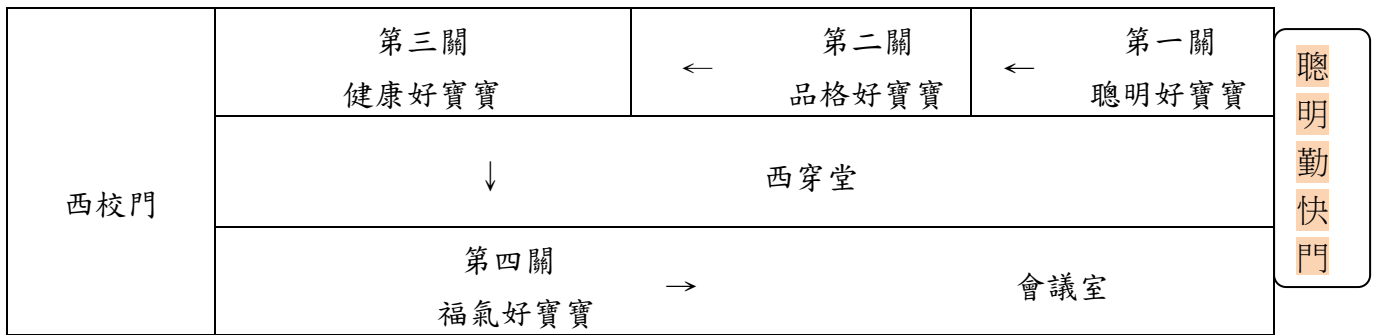 第三關
健康好寶寶
←
第二關
品格好寶寶
←
第一關
聰明好寶寶
聰明勤快門
西校門
↓
西穿堂
第四關
福氣好寶寶
→
會議室